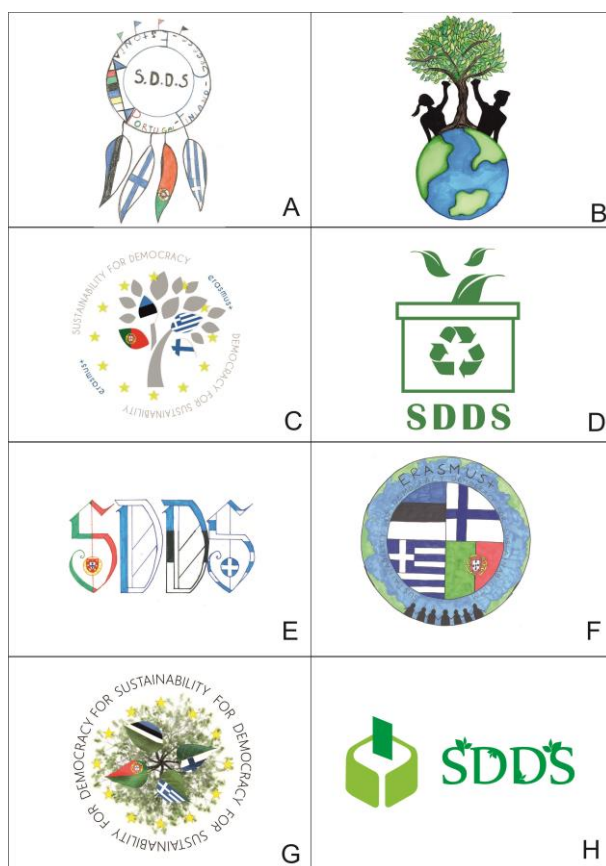 S.D.D.S
ESTONIA
PORTUGAL
A
B
SUSTAINABILITY FOR DEMOCRACY
erasmus+
DEMOCRACY FOR SUSTAINABILITY
erasmus+
C
SDDS
D
SDDS
E
ERASMUS+
F
DEMOCRACY FOR SUSTAINABILITY FOR DEMOCRACY FOR SUSTAINABILITY FOR
G
SDDS
H